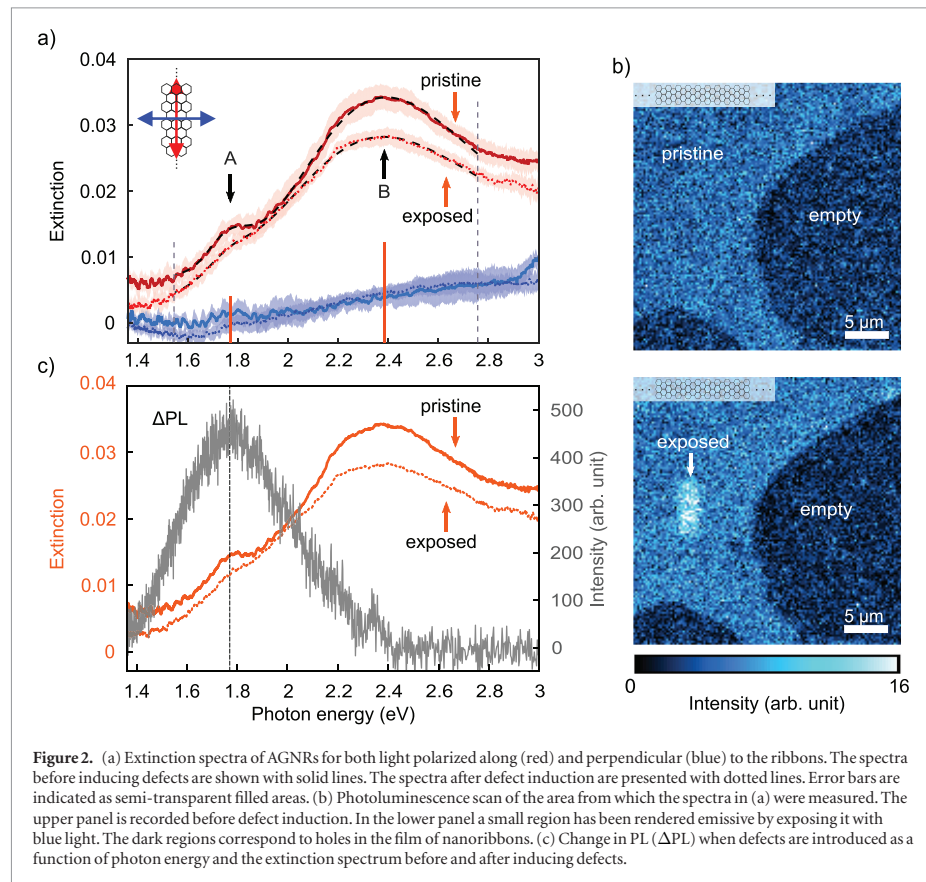 a)
0.04
0.03
0.02
0.01
0
Extinction
A
B
pristine
exposed
1.4 1.6 1.8 2 2.2 2.4 2.6 2.8 3
b)
pristine
empty
5 µm
exposed
empty
5 µm
0 16
Intensity (arb. unit)
c)
0.04
0.03
0.02
0.01
0
Extinction
ΔPL
pristine
exposed
500
400
300
200
100
0
Intensity (arb. unit)
1.4 1.6 1.8 2 2.2 2.4 2.6 2.8 3
Photon energy (eV)
Figure 2. (a) Extinction spectra of AGNRs for both light polarized along (red) and perpendicular (blue) to the ribbons. The spectra
before inducing defects are shown with solid lines. The spectra after defect induction are presented with dotted lines. Error bars are
indicated as semi-transparent filled areas. (b) Photoluminescence scan of the area from which the spectra in (a) were measured. The
upper panel is recorded before defect induction. In the lower panel a small region has been rendered emissive by exposing it with
blue light. The dark regions correspond to holes in the film of nanoribbons. (c) Change in PL (ΔPL) when defects are introduced as a
function of photon energy and the extinction spectrum before and after inducing defects.